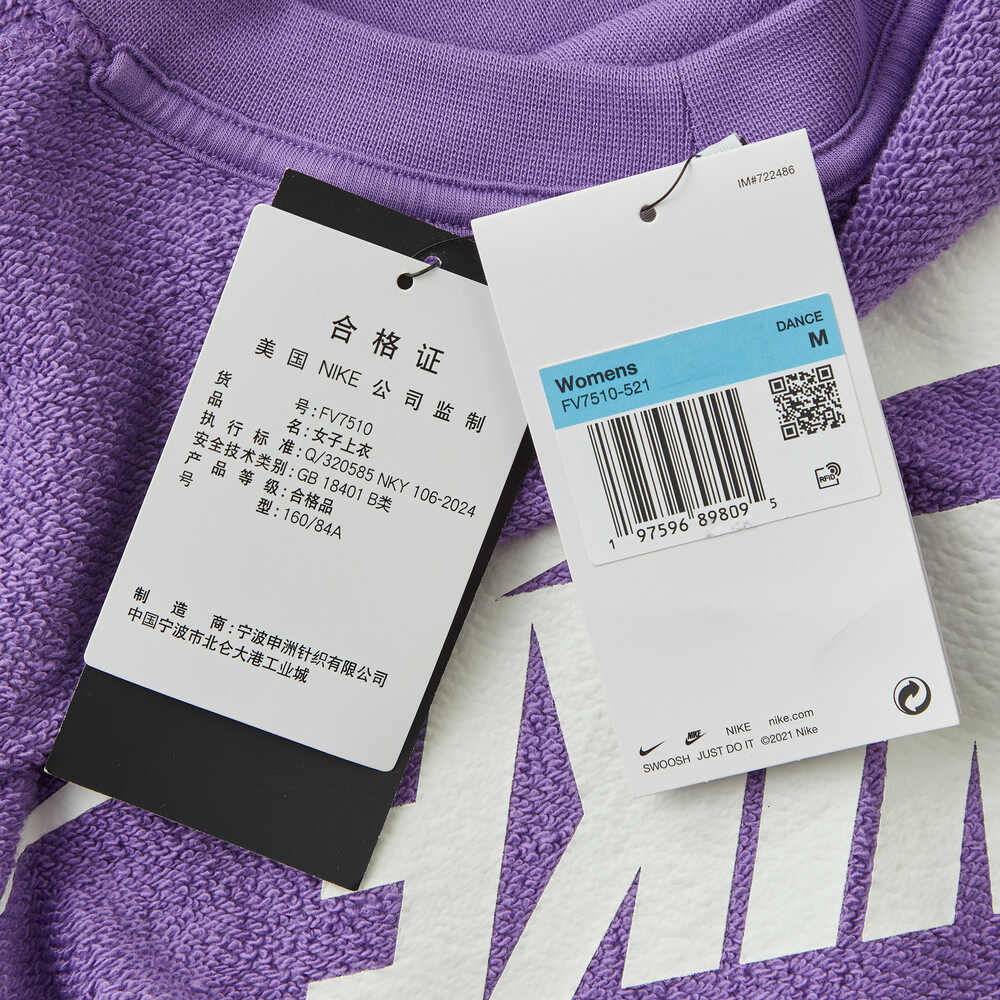 合格证
美国 NIKE 公司监制
货 号:FV7510
品 名:女子上衣
执行标准:Q/320585 NKY 106-2024
安全技术类别:GB 18401 B类
产品等级:合格品
号 型:160/84A
制造商:宁波申洲针织有限公司
中国宁波市北仑大港工业城
IM#722486
DANCE
Womens M
FV7510-521
RFID
1 97596 89809 5
NIKE NIKE nike.com
SWOOSH JUST DO IT ©2021 Nike